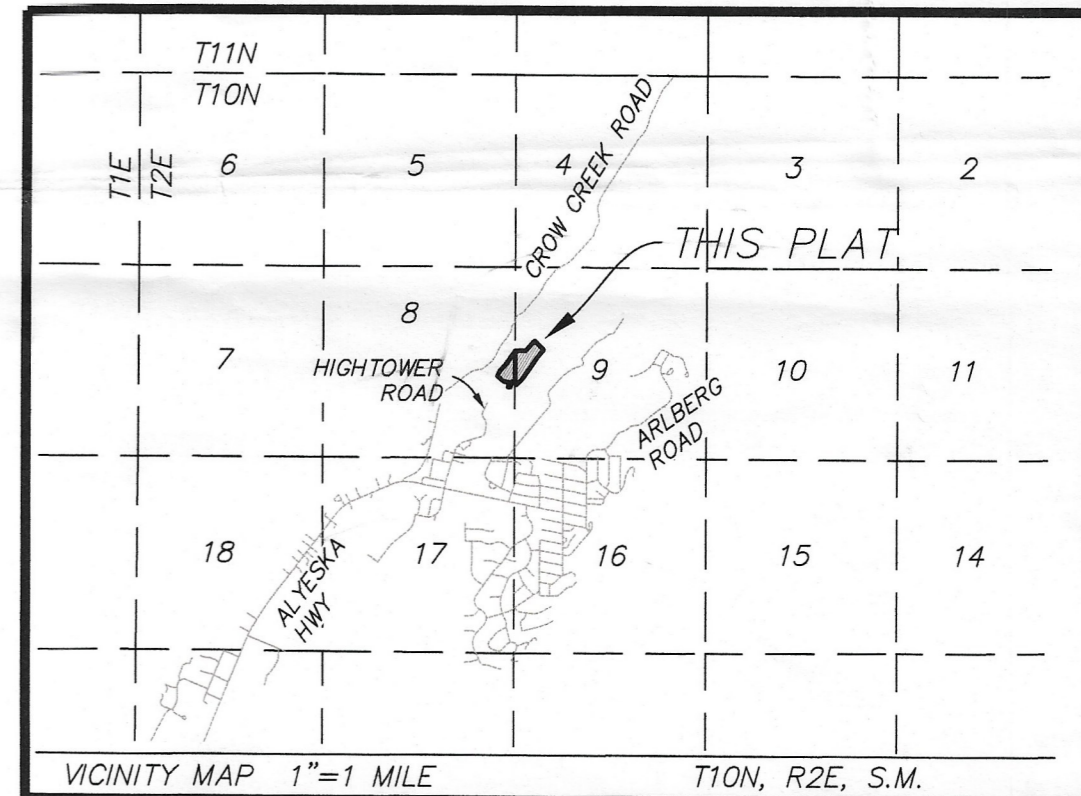 T11N
T10N
T1E
T2E
6
5
4
3
2
CROW CREEK ROAD
THIS PLAT
8
7
HIGHTOWER
ROAD
9
10
11
ARLBERG
ROAD
18
17
16
15
14
ALYESKA
HWY
VICINITY MAP 1"=1 MILE
T10N, R2E, S.M.